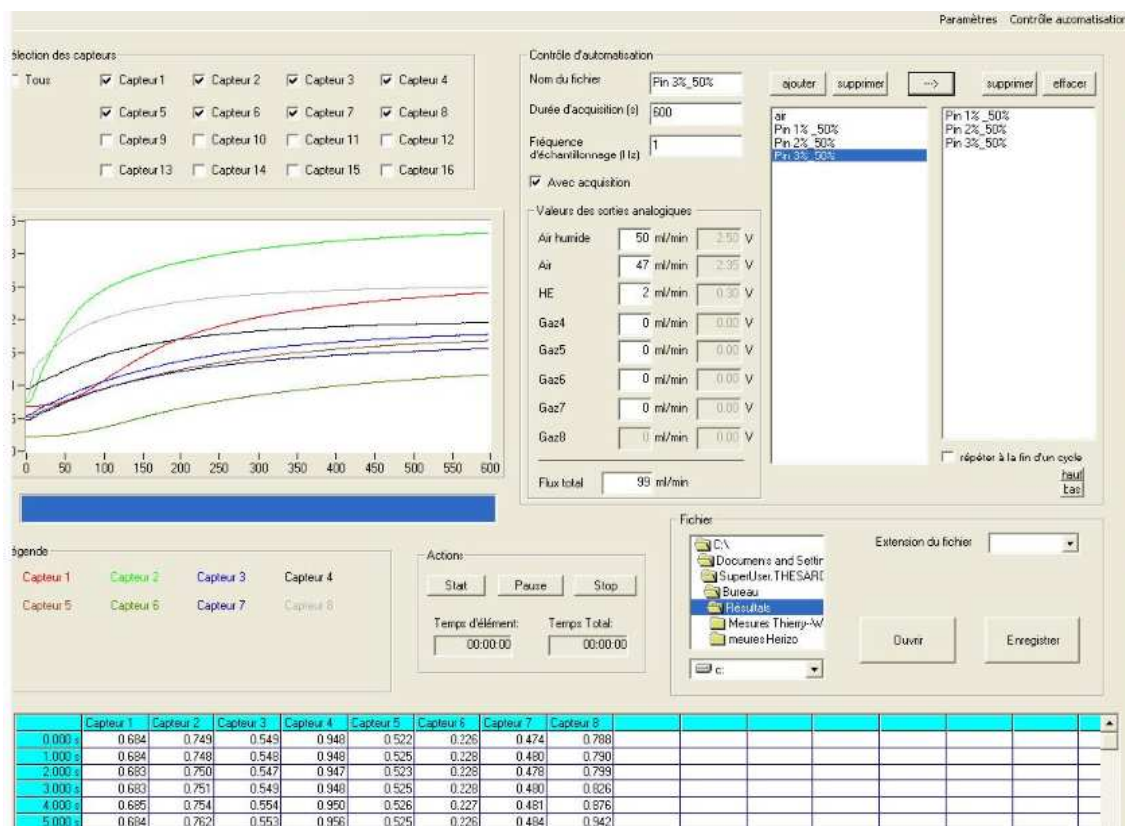 Paramètres Contrôle automatisation
élection des capteurs
Tous Capteur 1 Capteur 2 Capteur 3 Capteur 4
Capteur 5 Capteur 6 Capteur 7 Capteur 8
Capteur 9 Capteur 10 Capteur 11 Capteur 12
Capteur 13 Capteur 14 Capteur 15 Capteur 16
Contrôle d'automatisation
Nom du fichier Pin 3%_50%
Durée d'acquisition (s) 600
Fréquence
d'échantillonnage (Hz) 1
Avec acquisition
Valeurs des sorties analogiques
Air humide 50 ml/min 2.50 V
Air 47 ml/min 2.35 V
HE 2 ml/min 0.30 V
Gaz4 0 ml/min 0.00 V
Gaz5 0 ml/min 0.00 V
Gaz6 0 ml/min 0.00 V
Gaz7 0 ml/min 0.00 V
Gaz8 0 ml/min 0.00 V
Flux total 99 ml/min
ajouter supprimer ---> supprimer effacer
air
Pin 1%_50%
Pin 2%_50%
Pin 3%_50%
Pin 1%_50%
Pin 2%_50%
Pin 3%_50%
répéter à la fin d'un cycle
haut
bas
0 50 100 150 200 250 300 350 400 450 500 550 600
égende
Capteur 1 Capteur 2 Capteur 3 Capteur 4
Capteur 5 Capteur 6 Capteur 7 Capteur 8
Actions
Start Pause Stop
Temps d'élément: Temps Total:
00:00:00 00:00:00
Fichier
C:\
Documents and Settin
SuperUser.THESARD
Bureau
Résultats
Mesures Thierry--W
meures Herizo
c:
Extension du fichier
Ouvrir Enregistrer
Capteur 1 Capteur 2 Capteur 3 Capteur 4 Capteur 5 Capteur 6 Capteur 7 Capteur 8
0.000 s 0.684 0.749 0.549 0.948 0.522 0.226 0.474 0.788
1.000 s 0.684 0.748 0.548 0.948 0.525 0.228 0.480 0.790
2.000 s 0.683 0.750 0.547 0.947 0.523 0.228 0.478 0.799
3.000 s 0.683 0.751 0.549 0.948 0.525 0.228 0.480 0.826
4.000 s 0.685 0.754 0.554 0.950 0.526 0.227 0.481 0.876
5.000 s 0.684 0.762 0.553 0.956 0.525 0.226 0.484 0.942